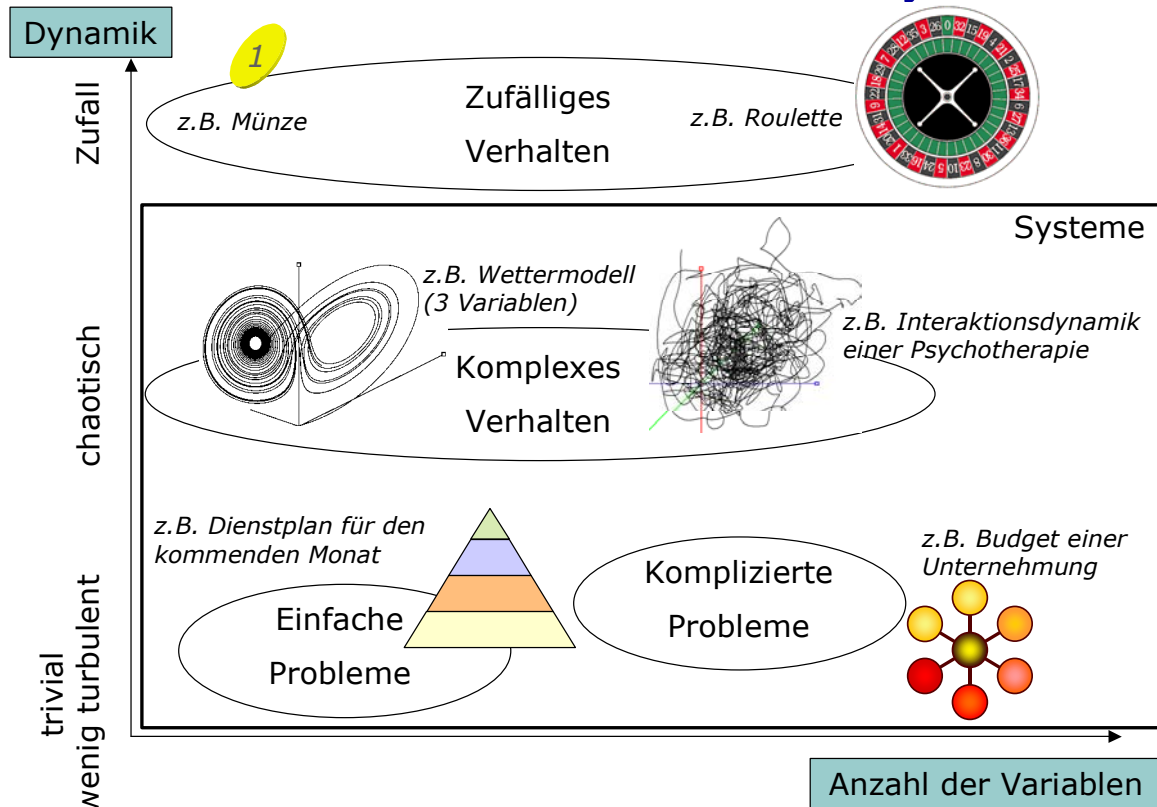 Dynamik
Zufall
1
Zufälliges
Verhalten
z.B. Münze
z.B. Roulette
Systeme
chaotisch
z.B. Wettermodell
(3 Variablen)
z.B. Interaktionsdynamik
einer Psychotherapie
Komplexes
Verhalten
trivial
wenig turbulent
z.B. Dienstplan für den
kommenden Monat
Einfache
Probleme
Komplizierte
Probleme
z.B. Budget einer
Unternehmung
Anzahl der Variablen